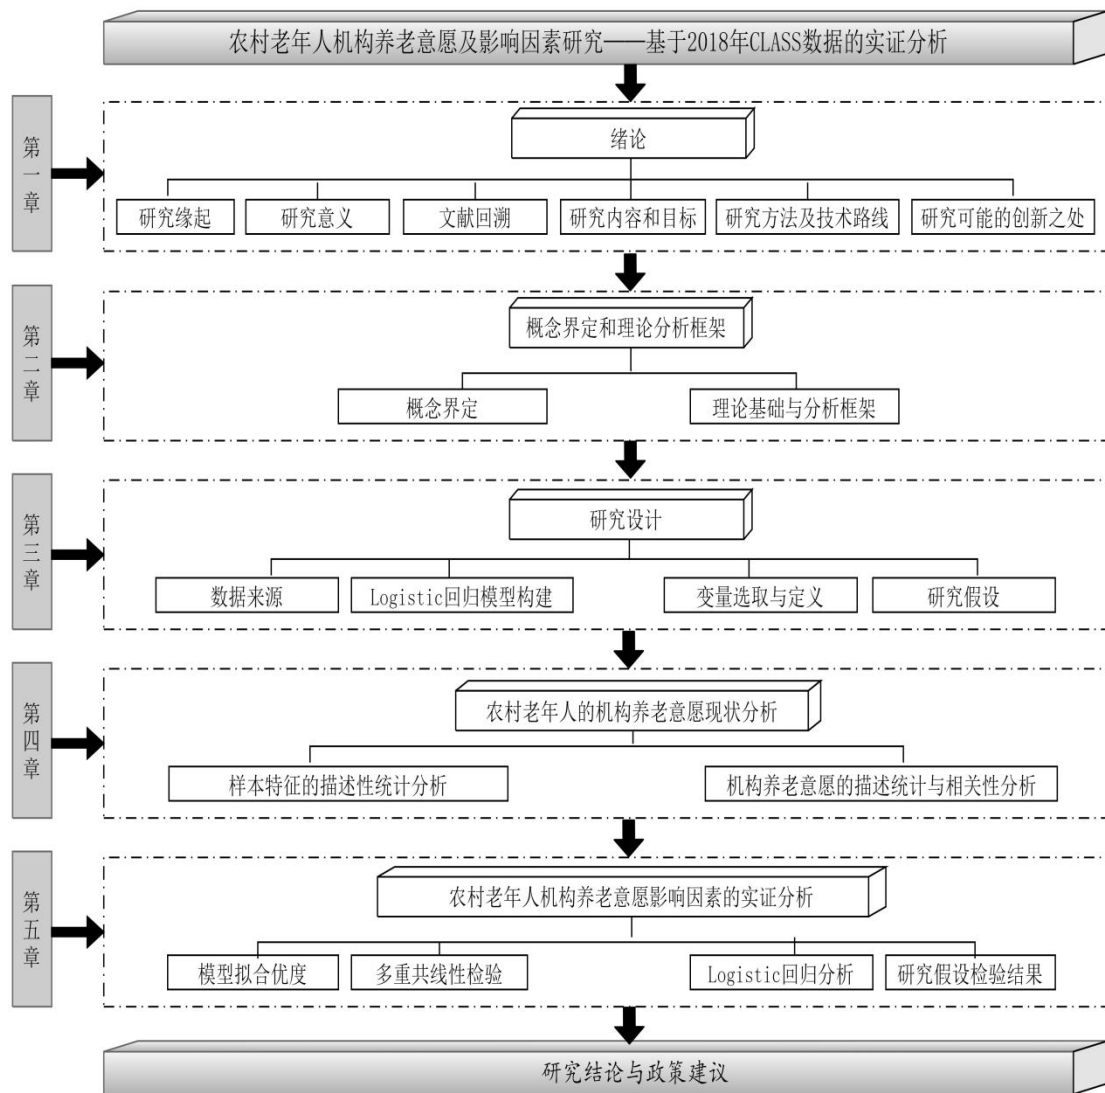 农村老年人机构养老意愿及影响因素研究——基于2018年CLASS数据的实证分析
第一章
绪论
研究缘起
研究意义
文献回溯
研究内容和目标
研究方法及技术路线
研究可能的创新之处
第二章
概念界定和理论分析框架
概念界定
理论基础与分析框架
第三章
研究设计
数据来源
Logistic回归模型构建
变量选取与定义
研究假设
第四章
农村老年人的机构养老意愿现状分析
样本特征的描述性统计分析
机构养老意愿的描述统计与相关性分析
第五章
农村老年人机构养老意愿影响因素的实证分析
模型拟合优度
多重共线性检验
Logistic回归分析
研究假设检验结果
研究结论与政策建议